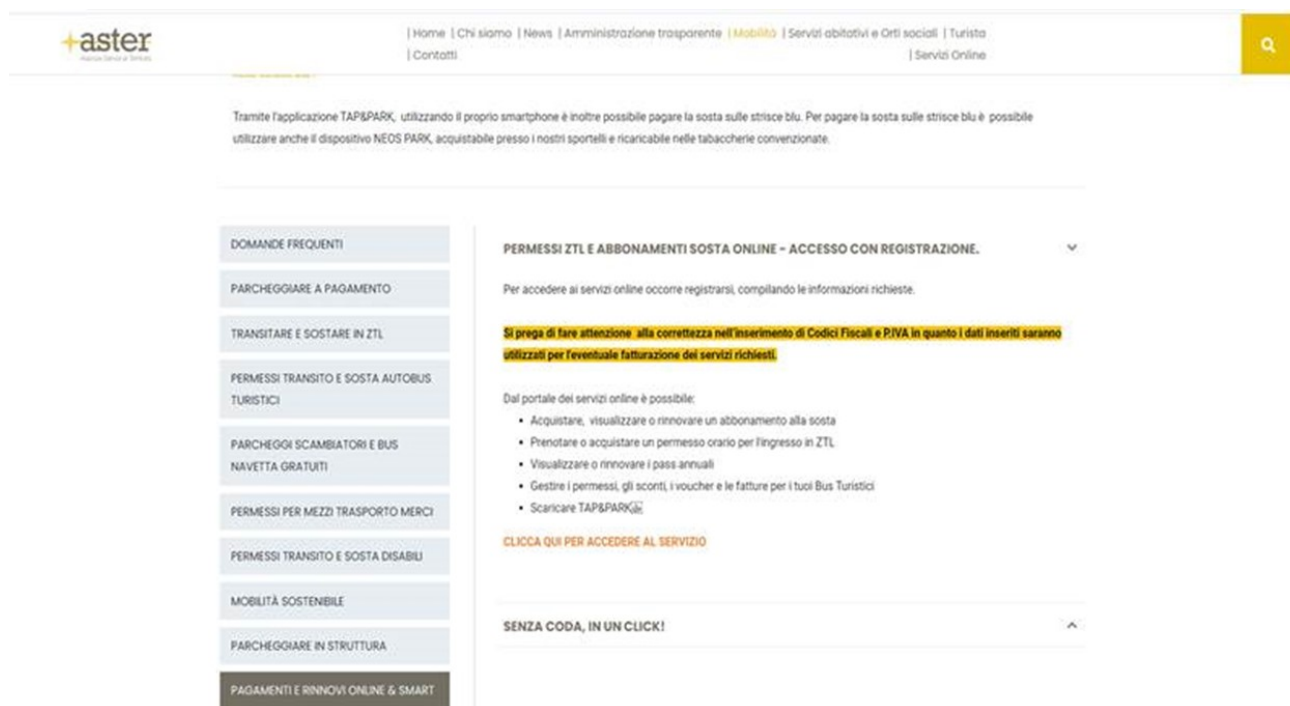 aster
| Home | Chi siamo | News | Amministrazione trasparente | Mobilità | Servizi abitativi e Orti sociali | Turista
| Contatti | Servizi Online
Tramite l'applicazione TAP&PARK, utilizzando il proprio smartphone è inoltre possibile pagare la sosta sulle strisce blu. Per pagare la sosta sulle strisce blu è possibile
utilizzare anche il dispositivo NEOS PARK, acquistabile presso i nostri sportelli e ricaricabile nelle tabaccherie convenzionate.
DOMANDE FREQUENTI
PARCHEGGIARE A PAGAMENTO
TRANSITARE E SOSTARE IN ZTL
PERMESSI TRANSITO E SOSTA AUTOBUS
TURISTICI
PARCHEGGI SCAMBIATORI E BUS
NAVETTA GRATUITI
PERMESSI PER MEZZI TRASPORTO MERCI
PERMESSI TRANSITO E SOSTA DISABILI
MOBILITÀ SOSTENIBILE
PARCHEGGIARE IN STRUTTURA
PAGAMENTI E RINNOVI ONLINE & SMART
PERMESSI ZTL E ABBONAMENTI SOSTA ONLINE - ACCESSO CON REGISTRAZIONE.
Per accedere ai servizi online occorre registrarsi, compilando le informazioni richieste.
Si prega di fare attenzione alla correttezza nell'inserimento di Codici Fiscali e P.IVA in quanto i dati inseriti saranno
utilizzati per l'eventuale fatturazione dei servizi richiesti.
Dal portale dei servizi online è possibile:
• Acquistare, visualizzare o rinnovare un abbonamento alla sosta
• Prenotare o acquistare un permesso orario per l'ingresso in ZTL
• Visualizzare o rinnovare i pass annuali
• Gestire i permessi, gli sconti, i voucher e le fatture per i tuoi Bus Turistici
• Scaricare TAP&PARK
CLICCA QUI PER ACCEDERE AL SERVIZIO
SENZA CODA, IN UN CLICK!